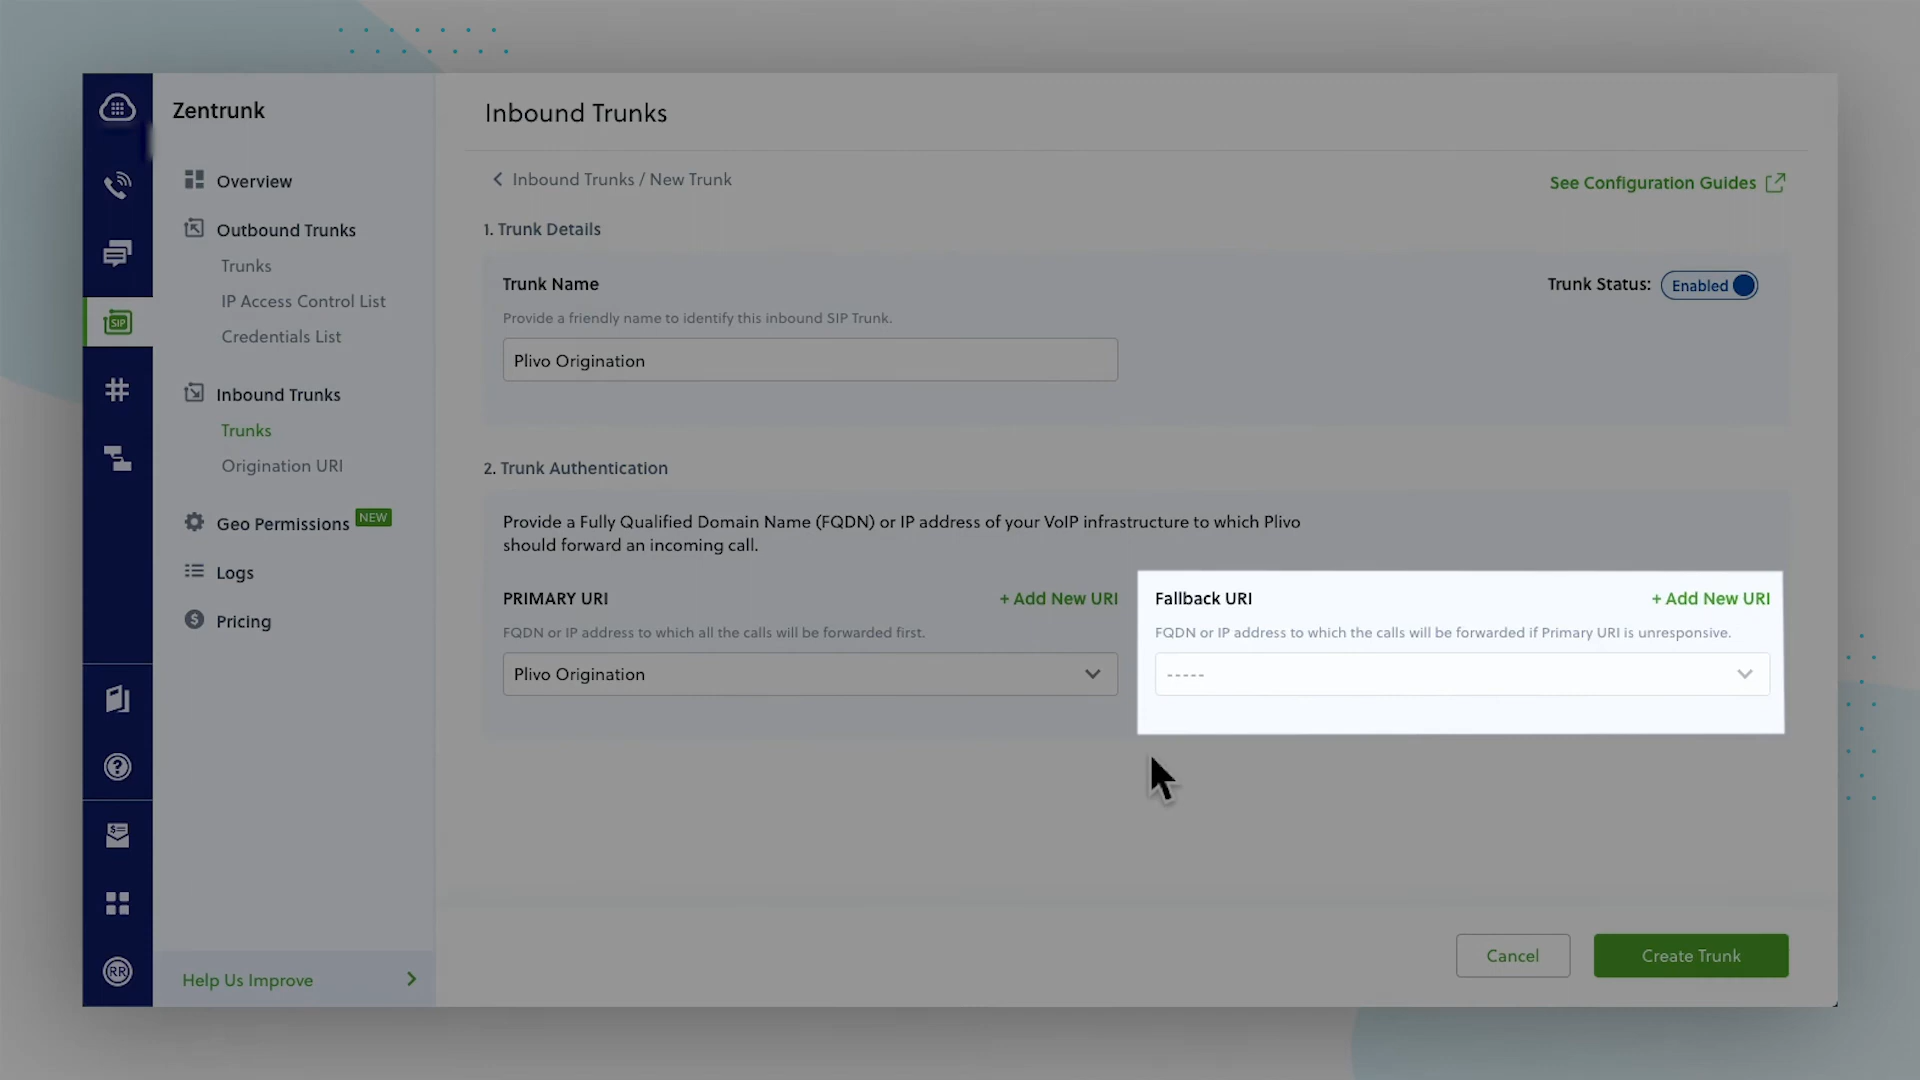 Zentrunk
Overview
Outbound Trunks
Trunks
IP Access Control List
Credentials List
Inbound Trunks
Trunks
Origination URI
Geo Permissions NEW
Logs
Pricing
Help Us Improve
SIP
RR
Inbound Trunks
Inbound Trunks / New Trunk
See Configuration Guides
1. Trunk Details
Trunk Name
Trunk Status: Enabled
Provide a friendly name to identify this inbound SIP Trunk.
Plivo Origination
2. Trunk Authentication
Provide a Fully Qualified Domain Name (FQDN) or IP address of your VoIP infrastructure to which Plivo
should forward an incoming call.
PRIMARY URI + Add New URI
FQDN or IP address to which all the calls will be forwarded first.
Plivo Origination
Fallback URI + Add New URI
FQDN or IP address to which the calls will be forwarded if Primary URI is unresponsive.
-----
Cancel
Create Trunk